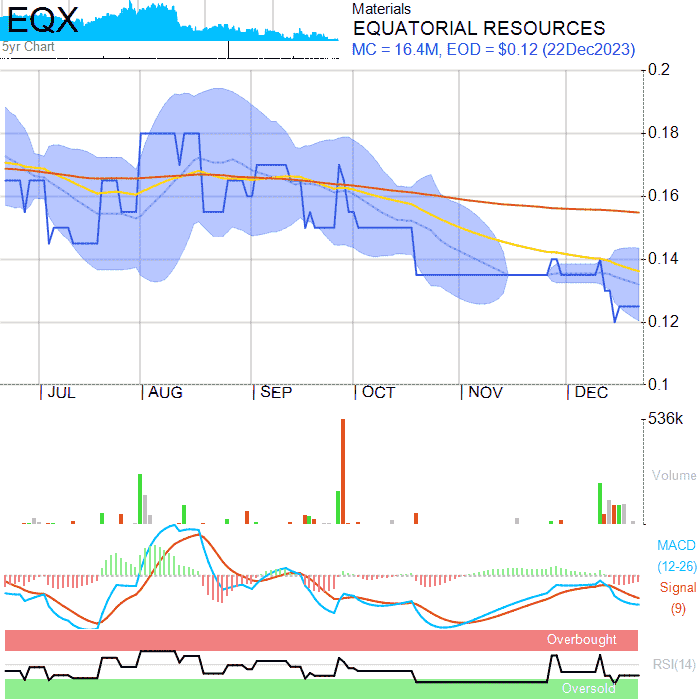 EQX
5yr Chart
Materials
EQUATORIAL RESOURCES
MC = 16.4M, EOD = $0.12 (22Dec2023)
0.2
0.18
0.16
0.14
0.12
0.1
JUL AUG SEP OCT NOV DEC
536k
Volume
MACD
(12-26)
Signal
(9)
Overbought
RSI(14)
Oversold